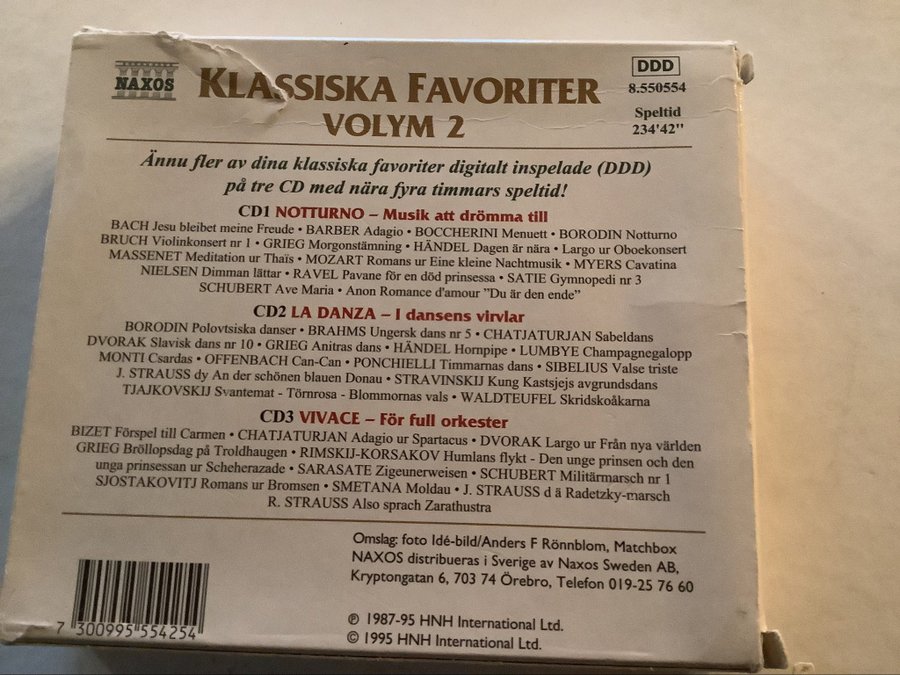 NAXOS
KLASSISKA FAVORITER
VOLYM 2
DDD
8.550554
Speltid
234'42"
Ännu fler av dina klassiska favoriter digitalt inspelade (DDD)
på tre CD med nära fyra timmars speltid!
CD1 NOTTURNO – Musik att drömma till
BACH Jesu bleibet meine Freude • BARBER Adagio • BOCCHERINI Menuett • BORODIN Notturno
BRUCH Violinkonsert nr 1 • GRIEG Morgonstämning • HÄNDEL Dagen är nära • Largo ur Oboekonsert
MASSENET Meditation ur Thaïs • MOZART Romans ur Eine kleine Nachtmusik • MYERS Cavatina
NIELSEN Dimman lättar • RAVEL Pavane för en död prinsessa • SATIE Gymnopedi nr 3
SCHUBERT Ave Maria • Anon Romance d'amour "Du är den ende"
CD2 LA DANZA – I dansens virvlar
BORODIN Polovtsiska danser • BRAHMS Ungersk dans nr 5 • CHATJATURJAN Sabeldans
DVORAK Slavisk dans nr 10 • GRIEG Anitras dans • HÄNDEL Hornpipe • LUMBYE Champagnegalopp
MONTI Csardas • OFFENBACH Can-Can • PONCHIELLI Timmarnas dans • SIBELIUS Valse triste
J. STRAUSS dy An der schönen blauen Donau • STRAVINSKIJ Kung Kastsjejs avgrundsdans
TJAJKOVSKIJ Svantemat - Törnrosa - Blommornas vals • WALDTEUFEL Skridskoåkarna
CD3 VIVACE – För full orkester
BIZET Förspel till Carmen • CHATJATURJAN Adagio ur Spartacus • DVORAK Largo ur Från nya världen
GRIEG Bröllopsdag på Troldhaugen • RIMSKIJ-KORSAKOV Humlans flykt - Den unge prinsen och den
unga prinsessan ur Scheherazade • SARASATE Zigeunerweisen • SCHUBERT Militärmarsch nr 1
SJOSTAKOVITJ Romans ur Bromsen • SMETANA Moldau • J. STRAUSS d ä Radetzky-marsch
R. STRAUSS Also sprach Zarathustra
Omslag: foto Idé-bild/Anders F Rönnblom, Matchbox
NAXOS distribueras i Sverige av Naxos Sweden AB,
Kryptongatan 6, 703 74 Örebro, Telefon 019-25 76 60
℗ 1987-95 HNH International Ltd.
© 1995 HNH International Ltd.
7 300995 554254